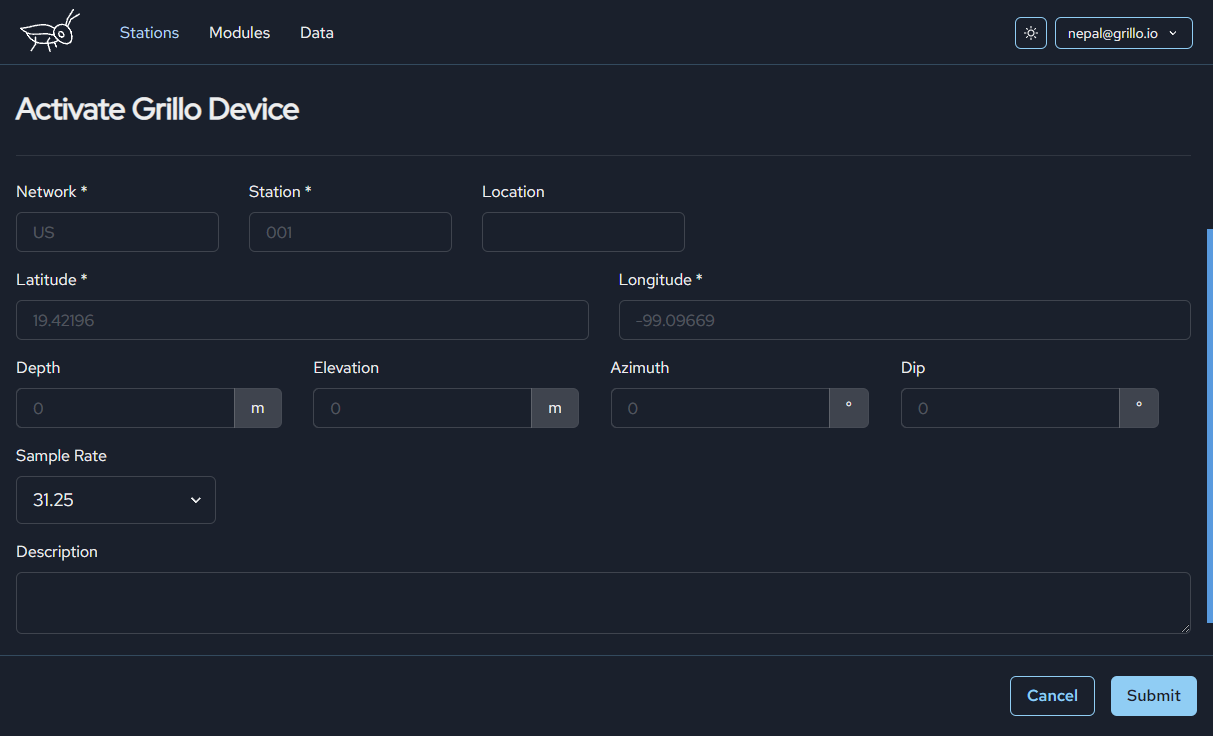 Stations Modules Data nepal@grillo.io
Activate Grillo Device
Network * Station * Location
US 001
Latitude * Longitude *
19.42196 -99.09669
Depth Elevation Azimuth Dip
0 m 0 m 0 ° 0 °
Sample Rate
31.25
Description
Cancel Submit